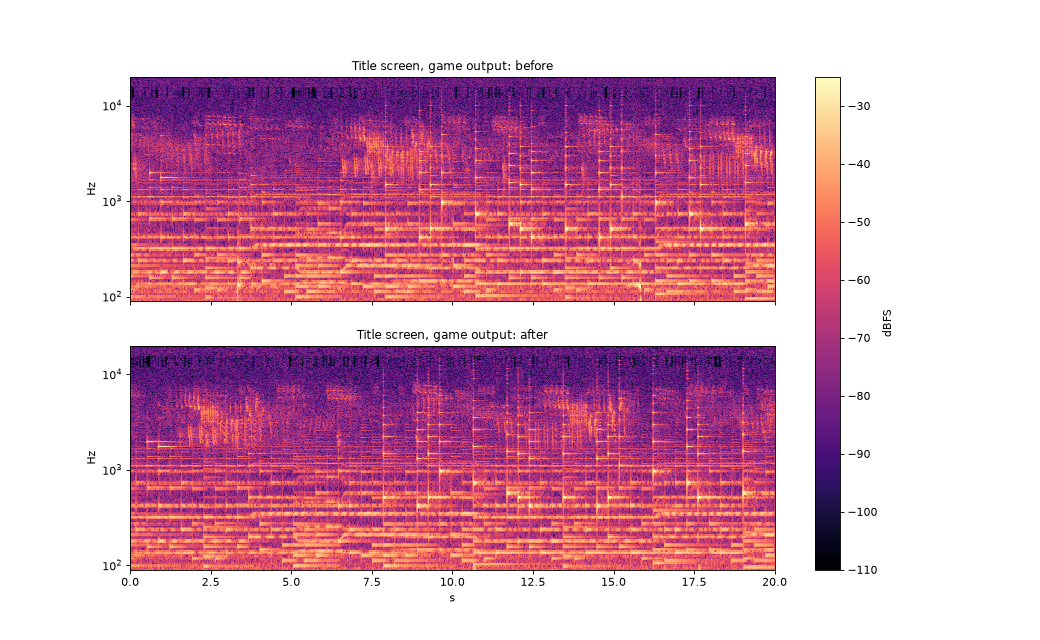 Title screen, game output: before
10⁴
10³
10²
Hz
Title screen, game output: after
10⁴
10³
10²
Hz
0.0 2.5 5.0 7.5 10.0 12.5 15.0 17.5 20.0
s
−30
−40
−50
−60
−70
−80
−90
−100
−110
dBFS